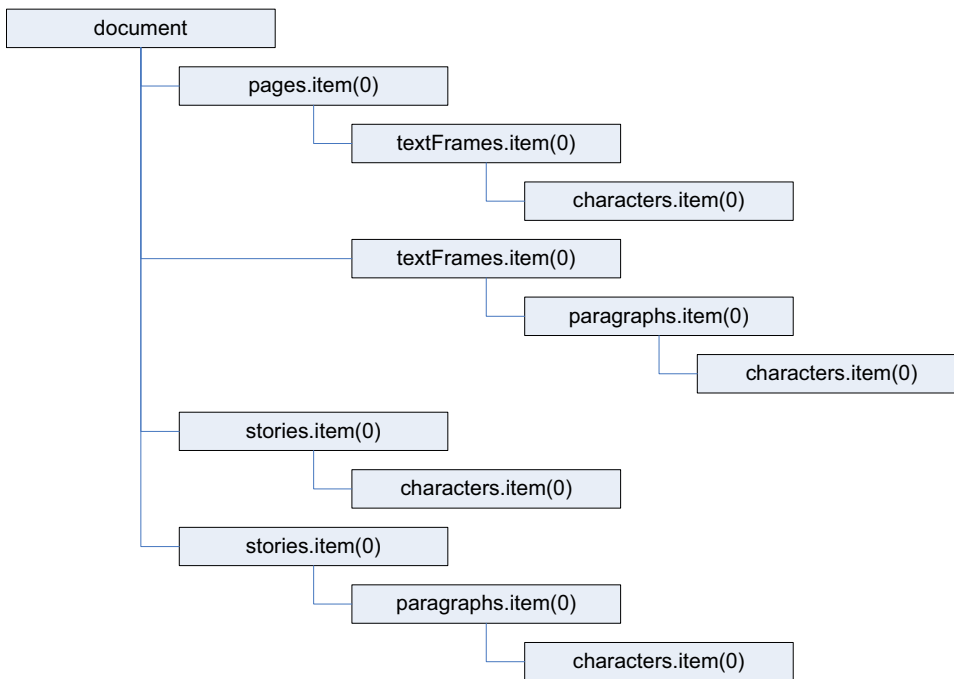 document
pages.item(0)
textFrames.item(0)
characters.item(0)
textFrames.item(0)
paragraphs.item(0)
characters.item(0)
stories.item(0)
characters.item(0)
stories.item(0)
paragraphs.item(0)
characters.item(0)